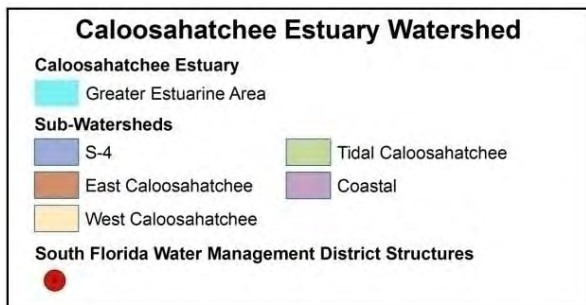 Caloosahatchee Estuary Watershed
Caloosahatchee Estuary
Greater Estuarine Area
Sub-Watersheds
S-4
East Caloosahatchee
West Caloosahatchee
Tidal Caloosahatchee
Coastal
South Florida Water Management District Structures